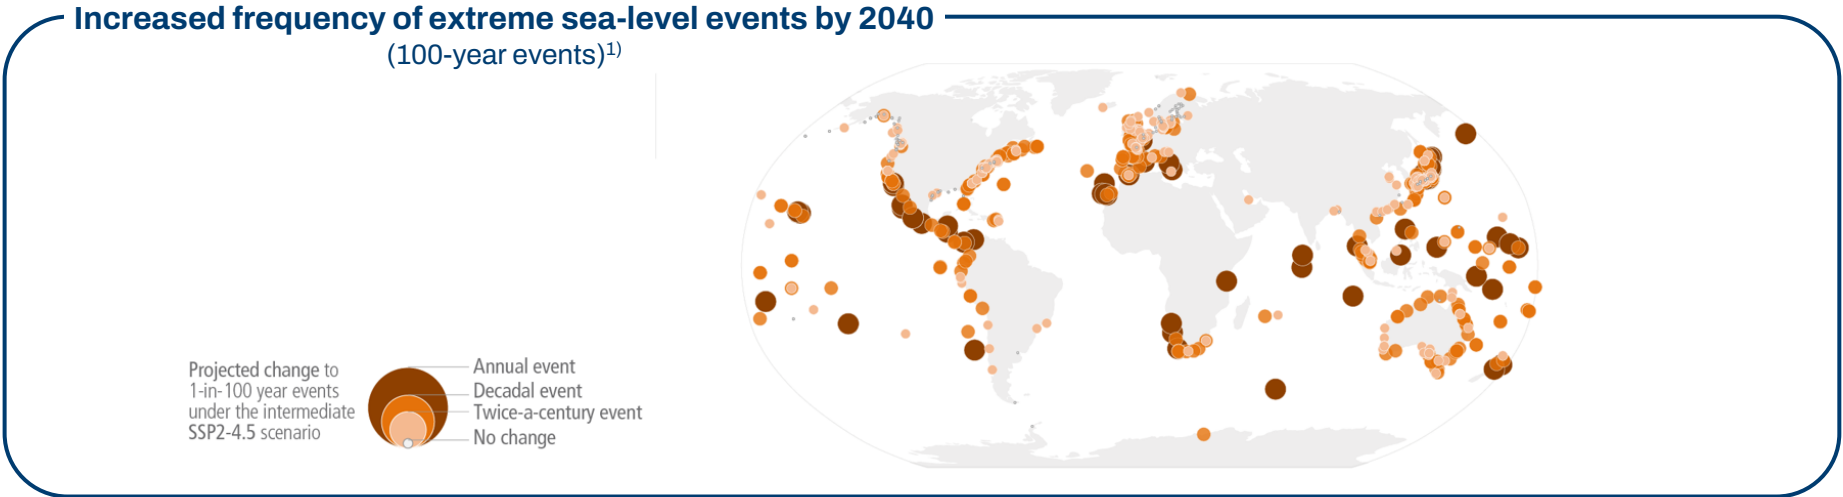 Increased frequency of extreme sea-level events by 2040
(100-year events)1)
Projected change to
1-in-100 year events
under the intermediate
SSP2-4.5 scenario
Annual event
Decadal event
Twice-a-century event
No change